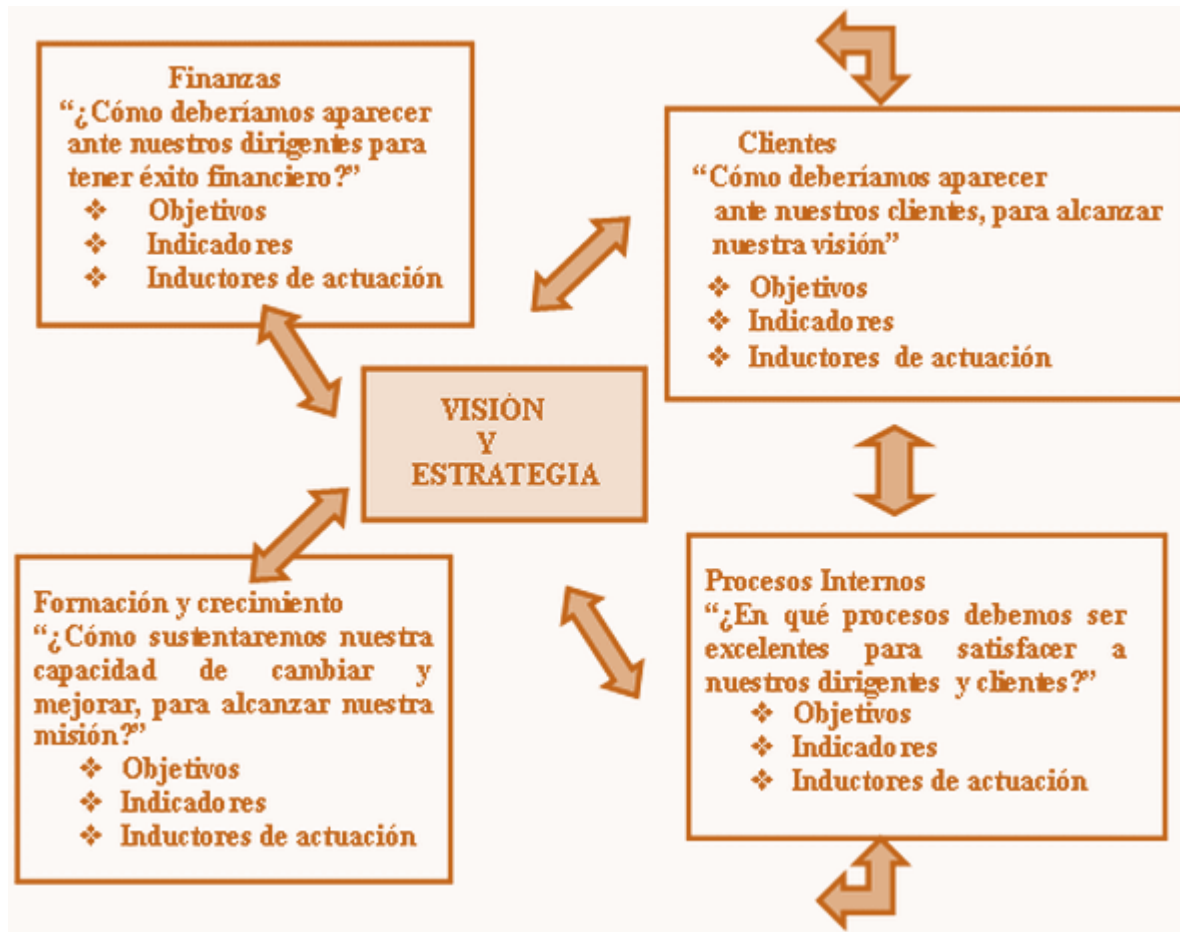 Finanzas
“¿Cómo deberíamos aparecer
ante nuestros dirigentes para
tener éxito financiero?”
❖ Objetivos
❖ Indicadores
❖ Inductores de actuación
Clientes
“Cómo deberíamos aparecer
ante nuestros clientes, para alcanzar
nuestra visión”
❖ Objetivos
❖ Indicadores
❖ Inductores de actuación
VISIÓN
Y
ESTRATEGIA
Formación y crecimiento
“¿Cómo sustentaremos nuestra
capacidad de cambiar y
mejorar, para alcanzar nuestra
misión?”
❖ Objetivos
❖ Indicadores
❖ Inductores de actuación
Procesos Internos
“¿En qué procesos debemos ser
excelentes para satisfacer a
nuestros dirigentes y clientes?”
❖ Objetivos
❖ Indicadores
❖ Inductores de actuación